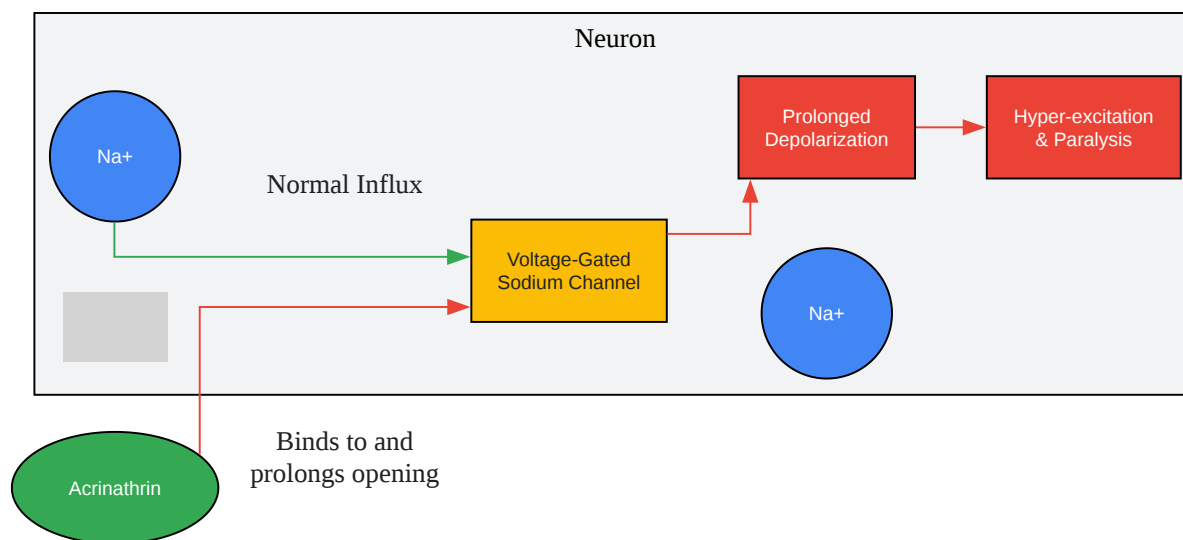 Neuron
Na+
Normal Influx
Prolonged
Depolarization
Hyper-excitation
& Paralysis
Voltage-Gated
Sodium Channel
Na+
Binds to and
prolongs opening
Acrinathrin